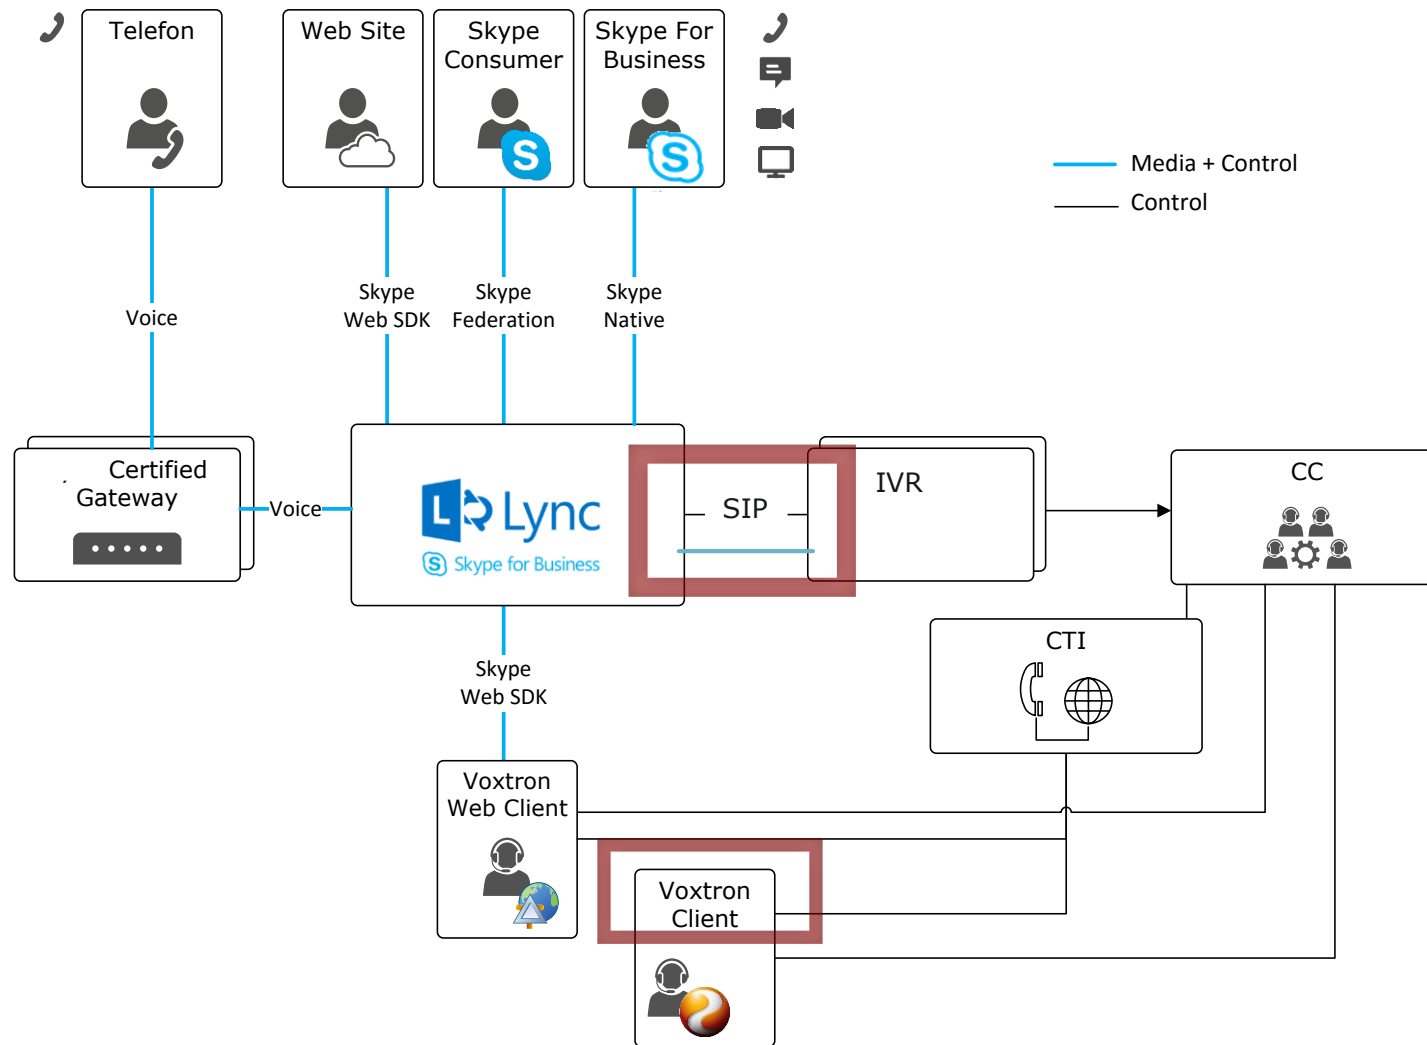 Telefon
Web Site
Skype
Consumer
Skype For
Business
Media + Control
Control
Skype
Web SDK
Skype
Federation
Skype
Native
Voice
Certified
Gateway
Voice
Lync
Skype for Business
SIP
IVR
CC
CTI
Skype
Web SDK
Voxtron
Web Client
Voxtron
Client